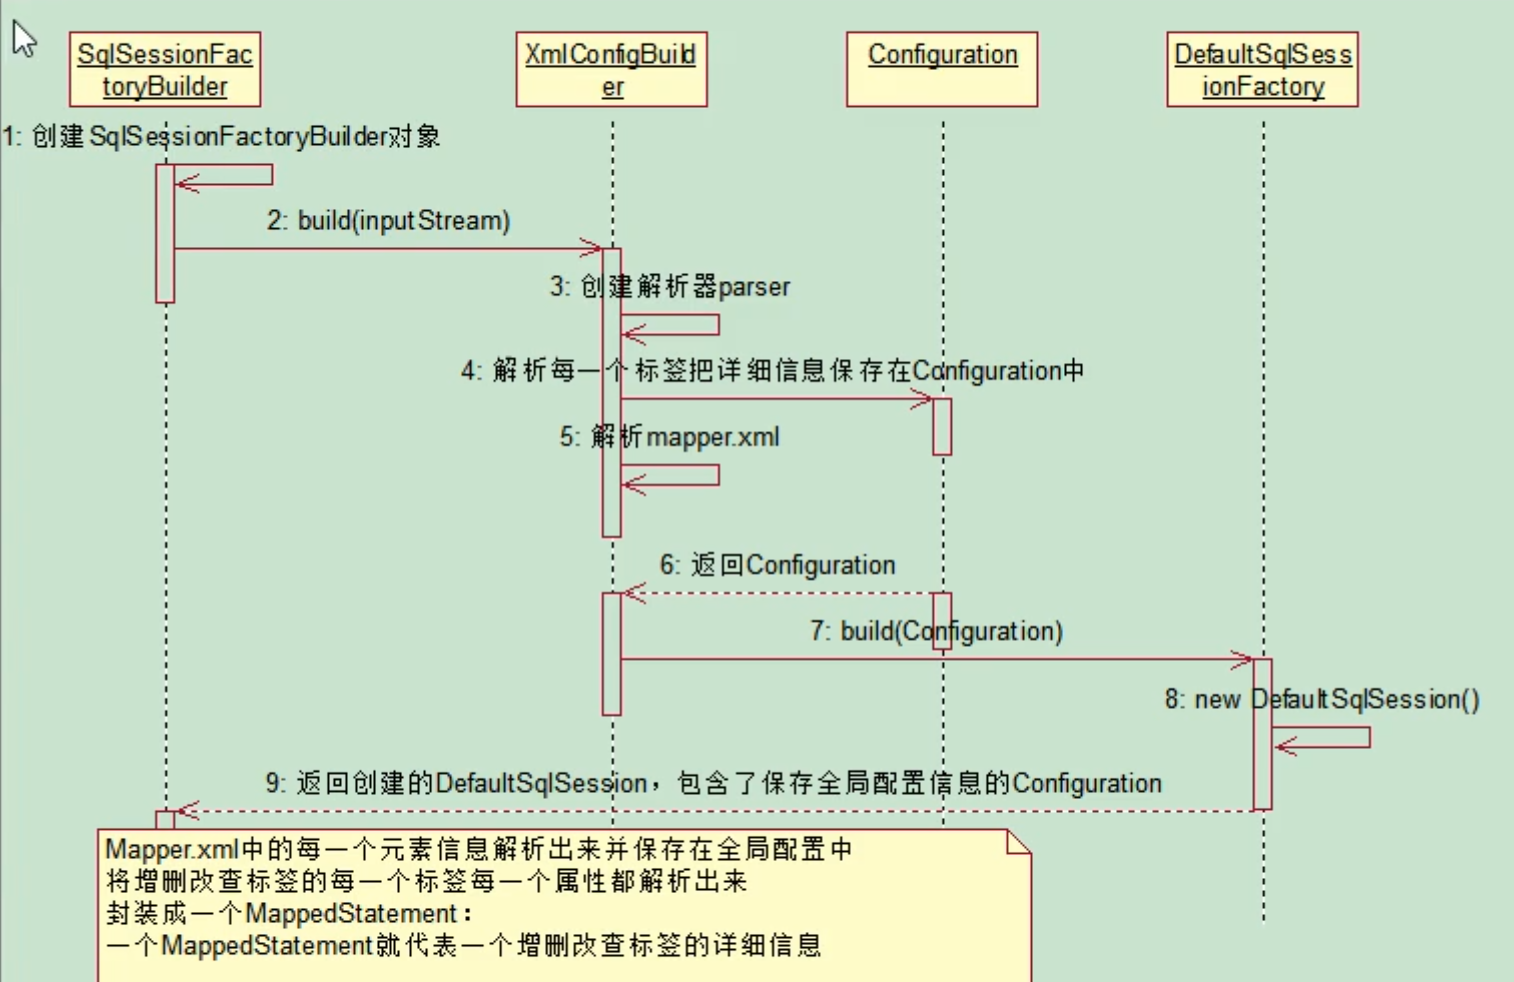 SqlSessionFac
toryBuilder
XmlConfigBuild
er
Configuration
DefaultSqlSess
ionFactory
1: 创建SqlSessionFactoryBuilder对象
2: build(inputStream)
3: 创建解析器parser
4: 解析每一个标签把详细信息保存在Configuration中
5: 解析mapper.xml
6: 返回Configuration
7: build(Configuration)
8: new DefaultSqlSession()
9: 返回创建的DefaultSqlSession，包含了保存全局配置信息的Configuration
Mapper.xml中的每一个元素信息解析出来并保存在全局配置中
将增删改查标签的每一个标签每一个属性都解析出来
封装成一个MappedStatement：
一个MappedStatement就代表一个增删改查标签的详细信息